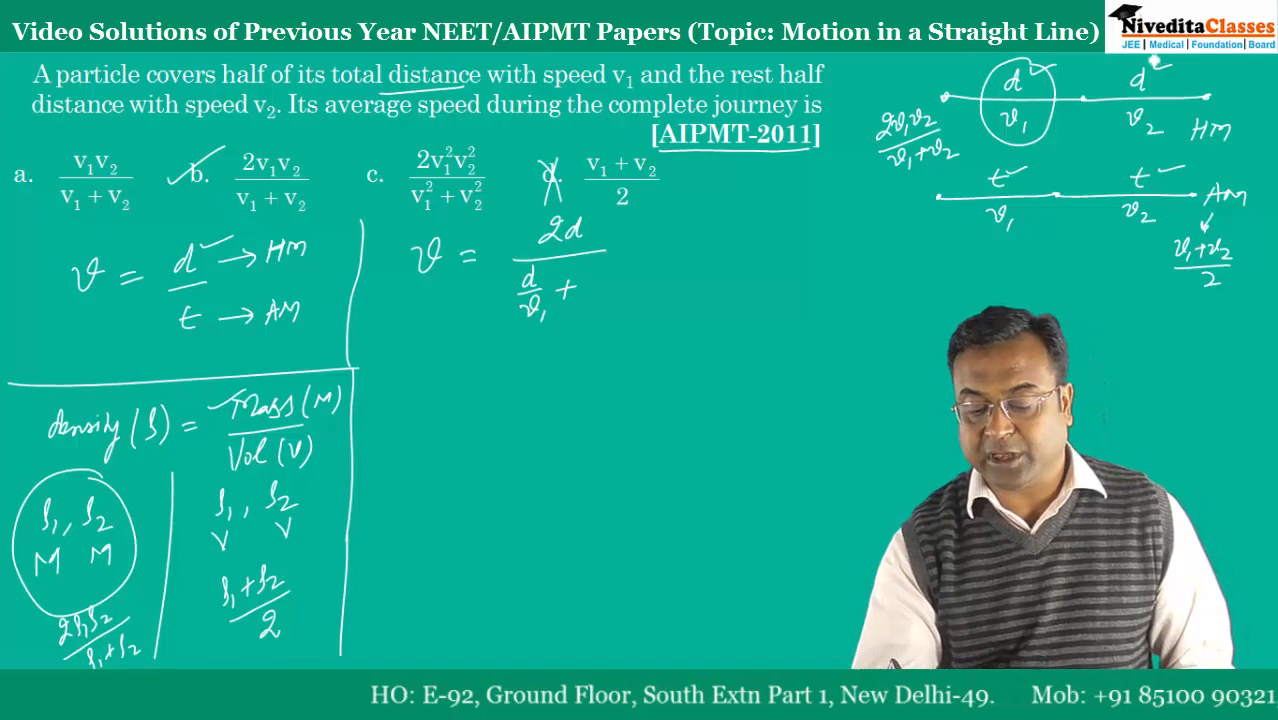 Video Solutions of Previous Year NEET/AIPMT Papers (Topic: Motion in a Straight Line)
NiveditaClasses
JEE | Medical | Foundation | Board
A particle covers half of its total distance with speed v₁ and the rest half
distance with speed v₂. Its average speed during the complete journey is
[AIPMT-2011]
a. v₁v₂ / v₁ + v₂ b. 2v₁v₂ / v₁ + v₂ c. 2v₁²v₂² / v₁² + v₂² d. v₁ + v₂ / 2
d d
v₁ v₂ HM
2v₁v₂ / v₁+v₂
t t
v₁ v₂ AM
v₁+v₂ / 2
v = d → HM
t → AM
v = 2d / d/v₁ +
density (ρ) = Mass (M) / Vol (V)
ρ₁, ρ₂
M M
2ρ₁ρ₂ / ρ₁+ρ₂
ρ₁, ρ₂
V V
ρ₁+ρ₂ / 2
HO: E-92, Ground Floor, South Extn Part 1, New Delhi-49. Mob: +91 85100 90321